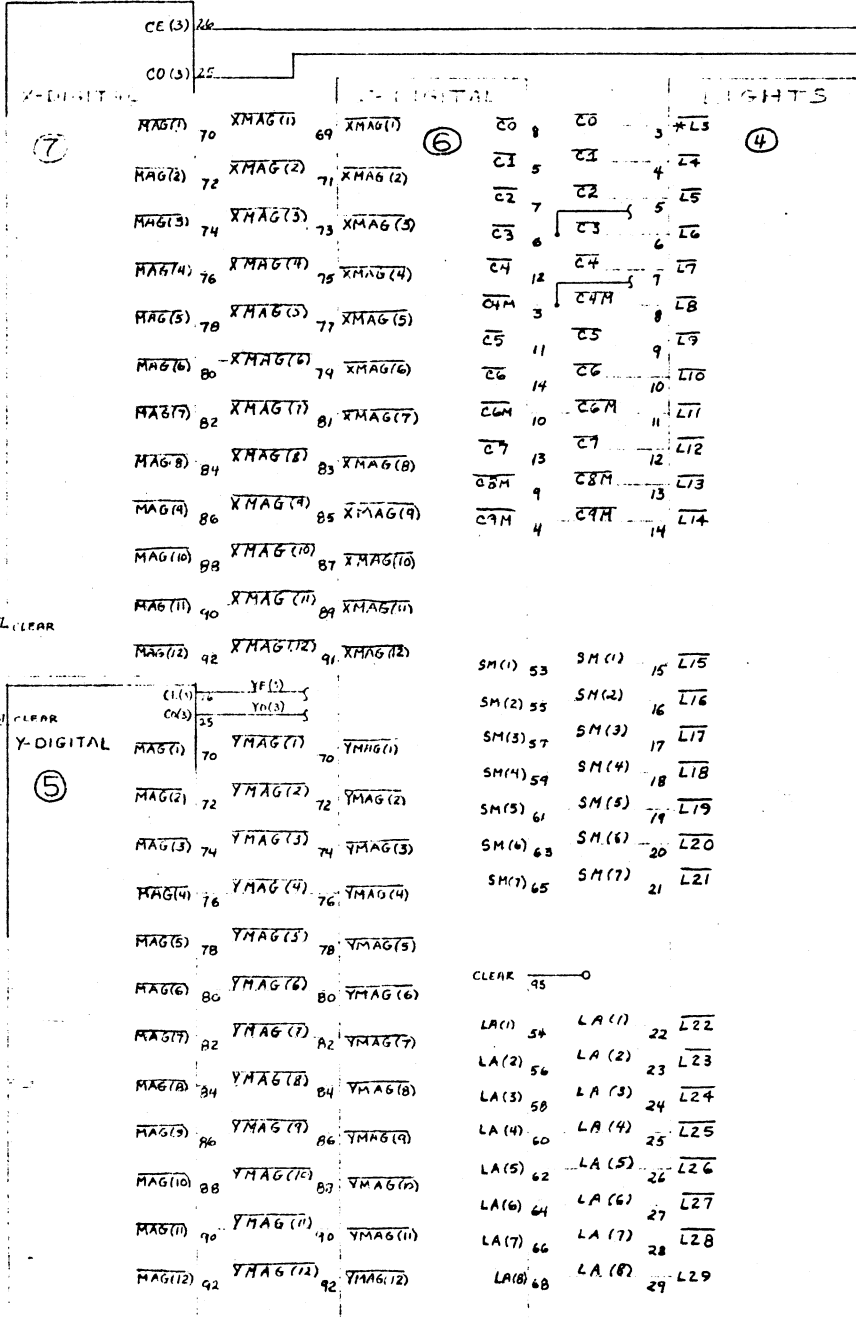 CE(3) 26
CO(3) 25
X-DIGITAL Z-DIGITAL LIGHTS
⑦ ⑥ ④
MAG(1) 70 XMAG(1) 69 XMAG(1) C0 8 C0 3 *L3
MAG(2) 72 XMAG(2) 71 XMAG(2) C1 5 C1 4 L4
MAG(3) 74 XMAG(3) 73 XMAG(3) C2 7 C2 5 L5
C3 6 C3 6 L6
MAG(4) 76 XMAG(4) 75 XMAG(4) C4 12 C4 7 L7
MAG(5) 78 XMAG(5) 77 XMAG(5) C4M 3 C4M 8 L8
C5 11 C5 9 L9
MAG(6) 80 XMAG(6) 79 XMAG(6) C6 14 C6 10 L10
MAG(7) 82 XMAG(7) 81 XMAG(7) C6M 10 C6M 11 L11
MAG(8) 84 XMAG(8) 83 XMAG(8) C7 13 C7 12 L12
C8M 9 C8M 13 L13
MAG(9) 86 XMAG(9) 85 XMAG(9) C9M 4 C9M 14 L14
MAG(10) 88 XMAG(10) 87 XMAG(10)
MAG(11) 90 XMAG(11) 89 XMAG(11)
CLEAR
MAG(12) 92 XMAG(12) 91 XMAG(12) SM(1) 53 SM(1) 15 L15
SM(2) 55 SM(2) 16 L16
CO(3) 25 YO(3)
CLEAR
Y-DIGITAL
⑤
MAG(1) 70 YMAG(1) 70 YMAG(1) SM(3) 57 SM(3) 17 L17
SM(4) 59 SM(4) 18 L18
MAG(2) 72 YMAG(2) 72 YMAG(2) SM(5) 61 SM(5) 19 L19
MAG(3) 74 YMAG(3) 74 YMAG(3) SM(6) 63 SM(6) 20 L20
MAG(4) 76 YMAG(4) 76 YMAG(4) SM(7) 65 SM(7) 21 L21
MAG(5) 78 YMAG(5) 78 YMAG(5)
MAG(6) 80 YMAG(6) 80 YMAG(6) CLEAR 95
MAG(7) 82 YMAG(7) 82 YMAG(7) LA(1) 54 LA(1) 22 L22
LA(2) 56 LA(2) 23 L23
MAG(8) 84 YMAG(8) 84 YMAG(8) LA(3) 58 LA(3) 24 L24
MAG(9) 86 YMAG(9) 86 YMAG(9) LA(4) 60 LA(4) 25 L25
MAG(10) 88 YMAG(10) YMAG(10) LA(5) 62 LA(5) 26 L26
LA(6) 64 LA(6) 27 L27
MAG(11) 90 YMAG(11) 90 YMAG(11) LA(7) 66 LA(7) 28 L28
MAG(12) 92 YMAG(12) 92 YMAG(12) LA(8) 68 LA(8) 29 L29